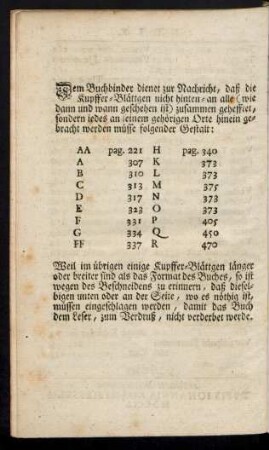 Dem Buchbinder dienet zur Nachricht, daß die
Kupffer-Blättgen nicht hinten-an alle (wie
dann und wann geschehen ist) zusammen geheftet,
sondern jedes an seinem gehörigen Orte hinein ge-
bracht werden müsse folgender Gestalt:
AA pag. 221 H pag. 340
A 307 K 373
B 310 L 373
C 313 M 375
D 317 N 373
E 323 O 373
F 331 P 405
G 334 Q 450
FF 337 R 470
Weil im übrigen einige Kupffer-Blättgen länger
oder breiter sind als das Format des Buches, so ist
wegen des Beschneidens zu erinnern, daß diesel-
bigen unten oder an der Seite, wo es nöthig ist,
müssen eingeschlagen werden, damit das Buch
dem Leser, zum Verdruß, nicht verderbet werde.